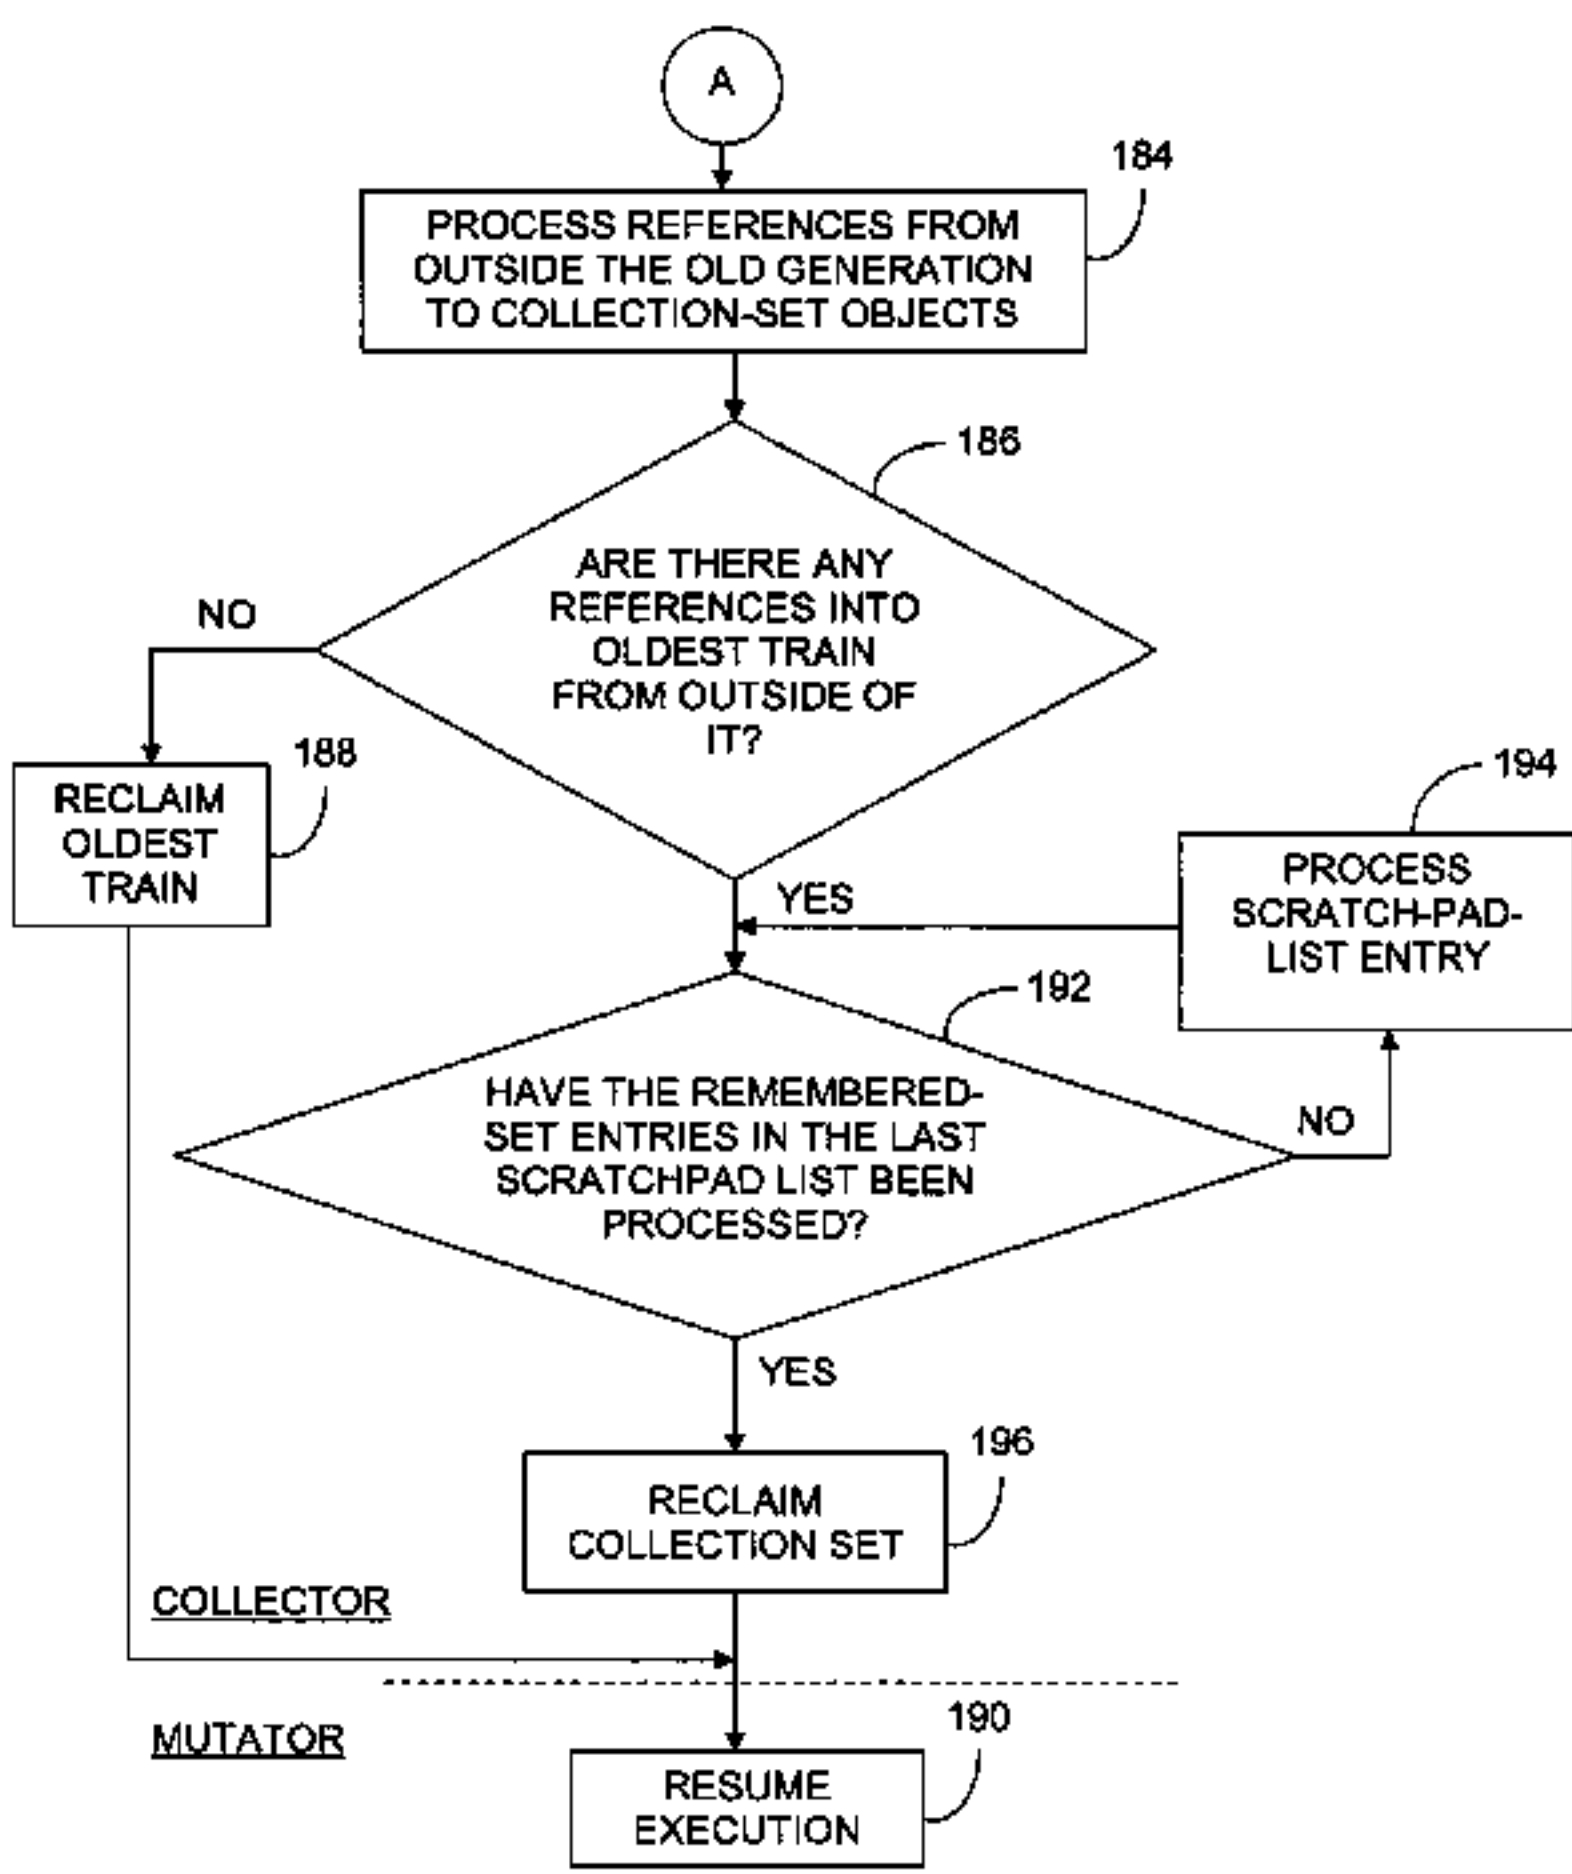 A
184
PROCESS REFERENCES FROM
OUTSIDE THE OLD GENERATION
TO COLLECTION-SET OBJECTS
186
ARE THERE ANY
REFERENCES INTO
OLDEST TRAIN
FROM OUTSIDE OF
IT?
NO
188
RECLAIM
OLDEST
TRAIN
194
PROCESS
SCRATCH-PAD-
LIST ENTRY
YES
192
HAVE THE REMEMBERED-
SET ENTRIES IN THE LAST
SCRATCHPAD LIST BEEN
PROCESSED?
NO
YES
196
RECLAIM
COLLECTION SET
COLLECTOR
MUTATOR
190
RESUME
EXECUTION